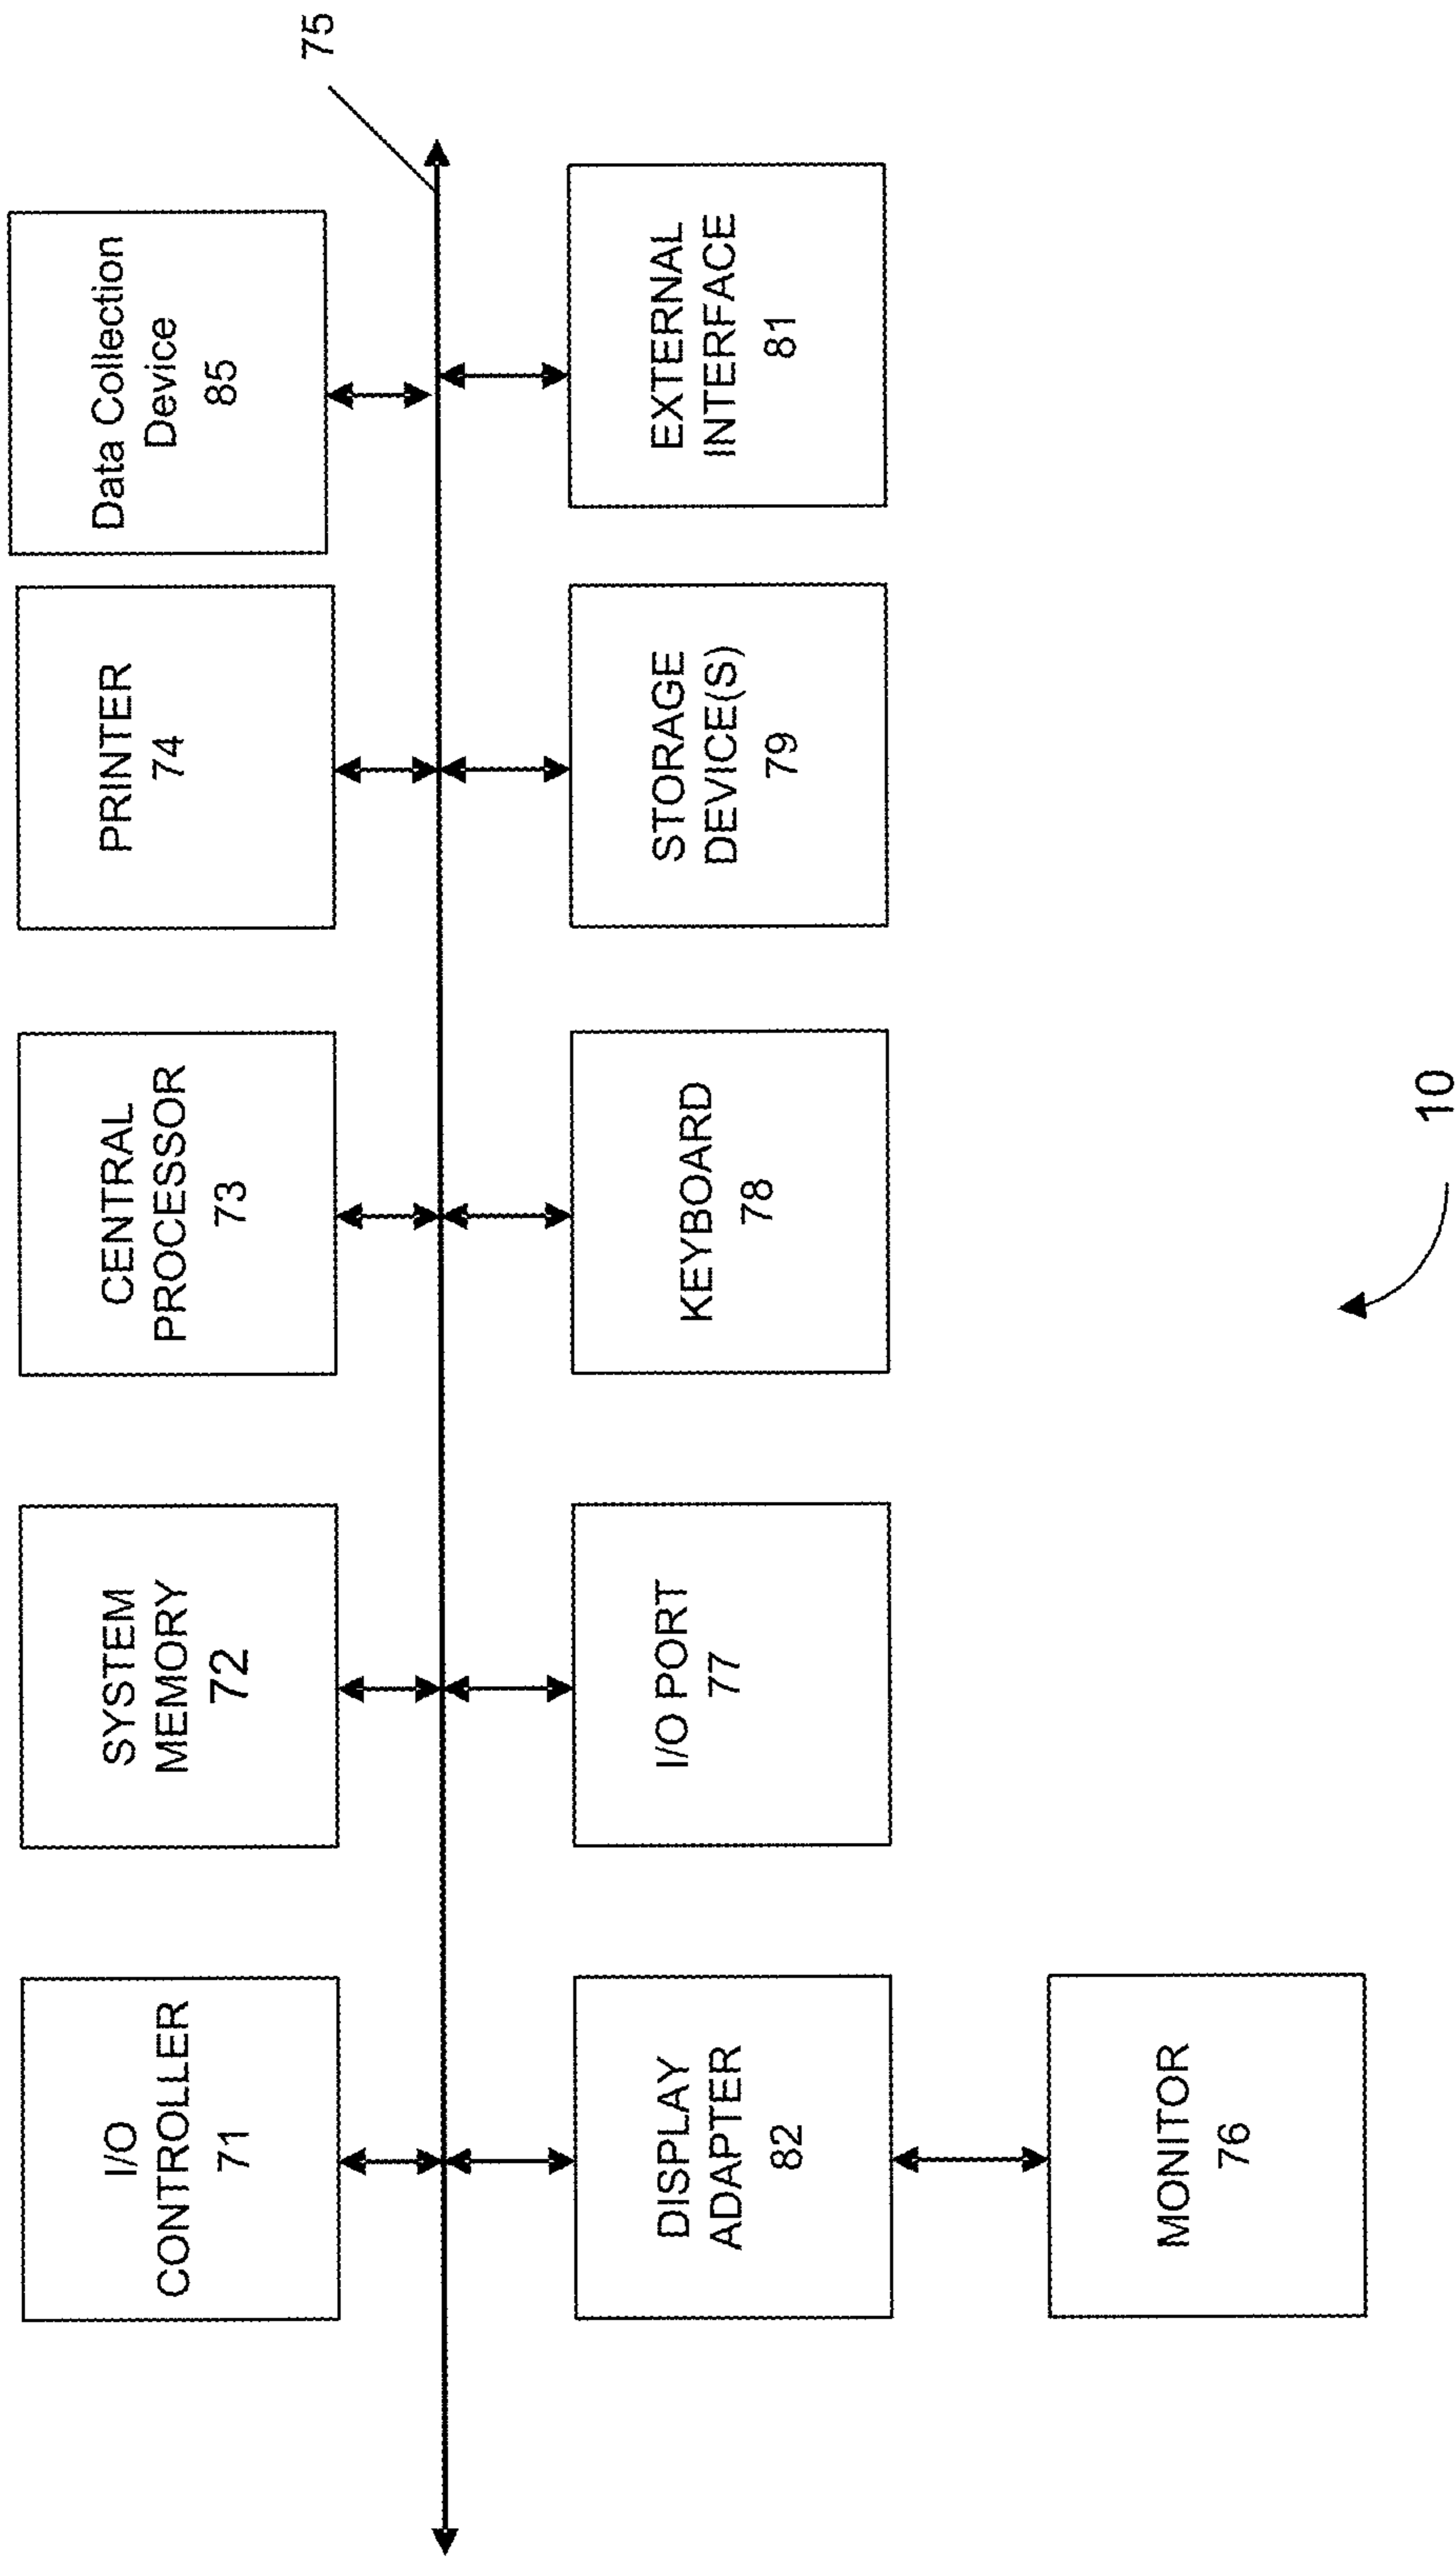 I/O
CONTROLLER
71
SYSTEM
MEMORY
72
CENTRAL
PROCESSOR
73
PRINTER
74
Data Collection
Device
85
75
DISPLAY
ADAPTER
82
I/O PORT
77
KEYBOARD
78
STORAGE
DEVICE(S)
79
EXTERNAL
INTERFACE
81
MONITOR
76
10